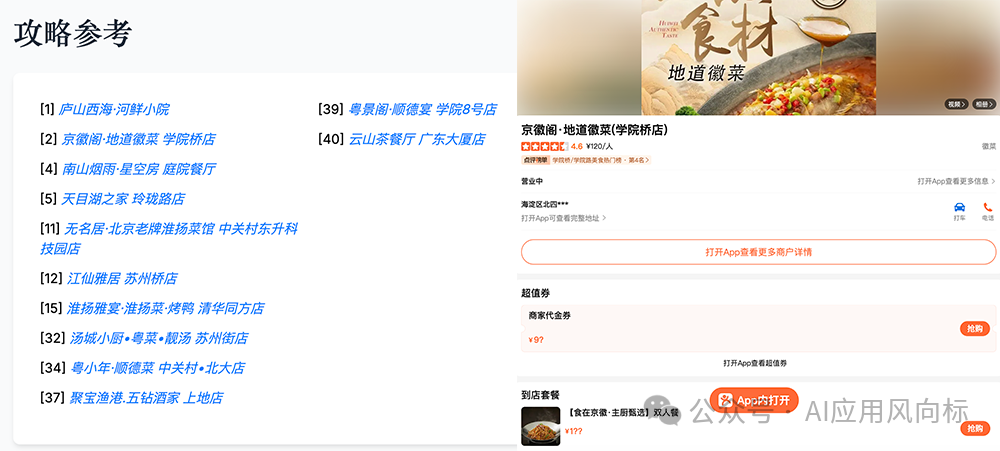 攻略参考
[1] 庐山西海·河鲜小院
[2] 京徽阁·地道徽菜 学院桥店
[4] 南山烟雨·星空房 庭院餐厅
[5] 天目湖之家 玲珑路店
[11] 无名居·北京老牌淮扬菜馆 中关村东升科
技园店
[12] 江仙雅居 苏州桥店
[15] 淮扬雅宴·淮扬菜·烤鸭 清华同方店
[32] 汤城小厨•粤菜•靓汤 苏州街店
[34] 粤小年·顺德菜 中关村•北大店
[37] 聚宝渔港.五钻酒家 上地店
[39] 粤景阁·顺德宴 学院8号店
[40] 云山茶餐厅 广东大厦店
食材
HUIWEI
AUTHENTIC
TASTE
地道徽菜
视频 > 相册 >
京徽阁·地道徽菜(学院桥店)
4.6 ¥120/人 徽菜
点评榜单 学院桥/学院路美食热门榜 · 第4名 >
营业中 打开App查看更多信息 >
海淀区北四***
打开App可查看完整地址 >
打车 电话
打开App查看更多商户详情
超值券
商家代金券
¥9?
抢购
打开App查看超值券
到店套餐
【食在京徽·主厨甄选】双人餐
¥1??
抢购
App内打开
公众号 · AI应用风向标